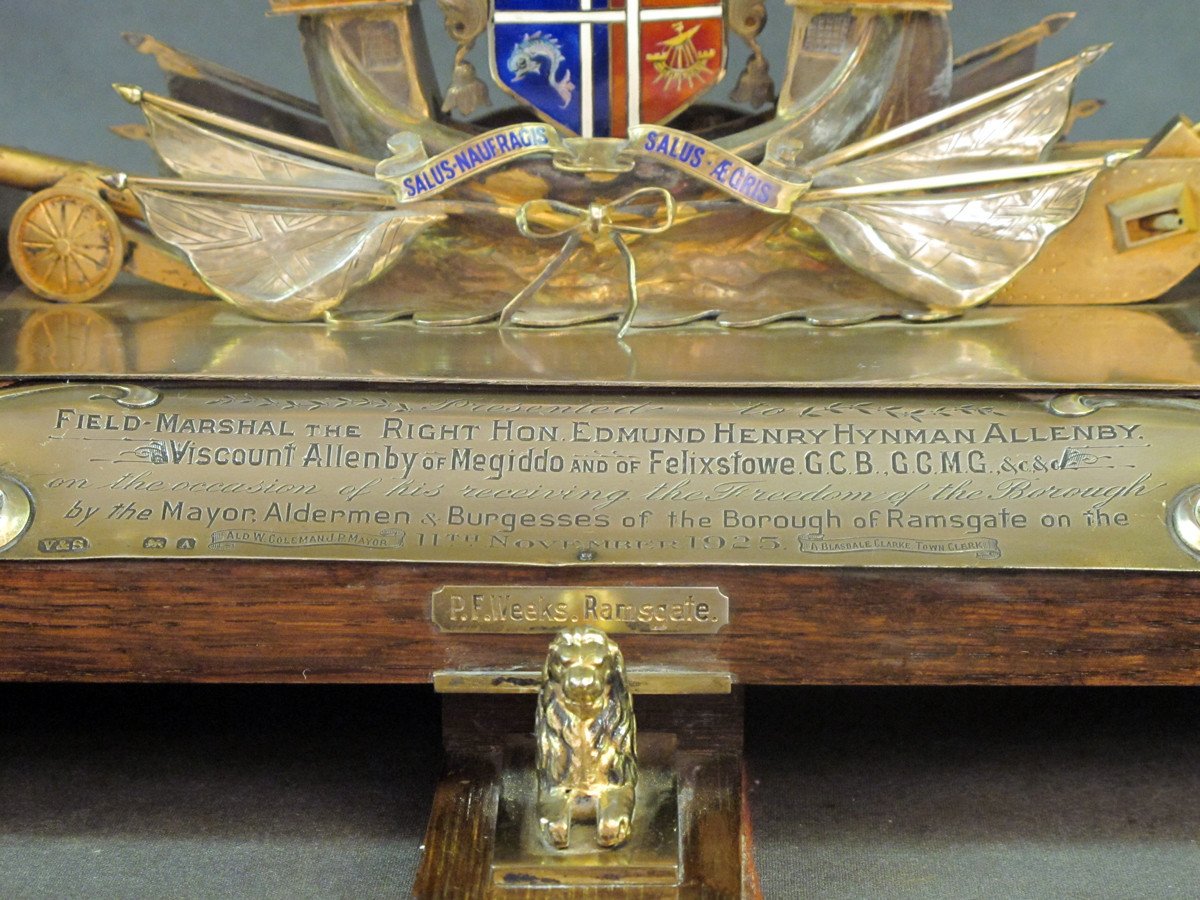 SALUS-NAUFRAGIS SALUS-ÆGRIS
Presented to
FIELD-MARSHAL THE RIGHT HON. EDMUND HENRY HYNMAN ALLENBY.
Viscount Allenby of Megiddo and of Felixstowe, G.C.B., G.C.M.G., &c &c
on the occasion of his receiving the Freedom of the Borough
by the Mayor, Aldermen & Burgesses of the Borough of Ramsgate on the
V&S A ALD W. COLEMAN. J.P. MAYOR. 11TH NOVEMBER 1925. A BLASDALE CLARKE, TOWN CLERK.
P.F. Weeks. Ramsgate.